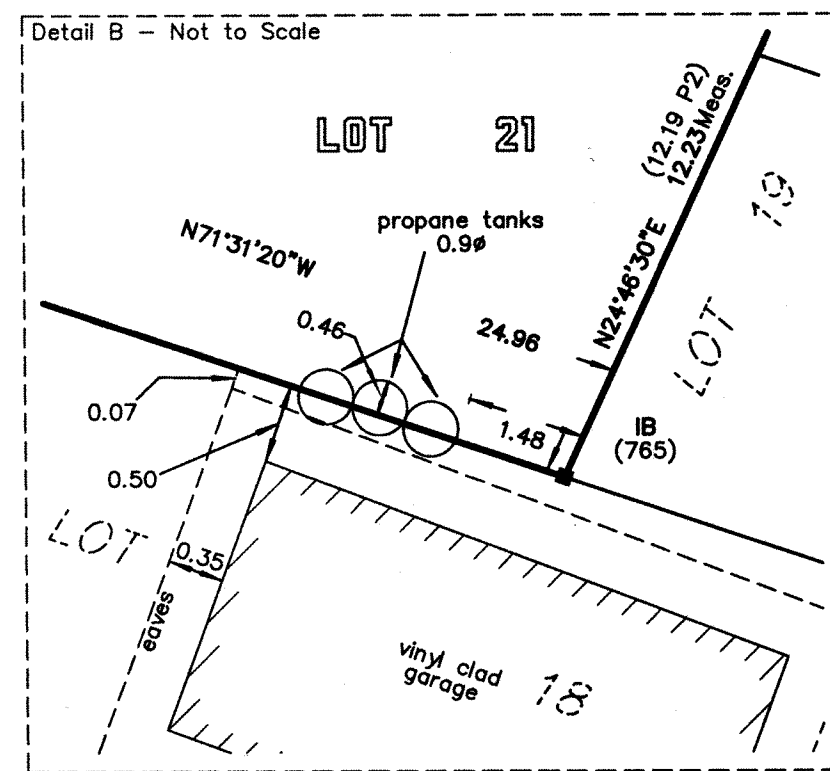 Detail B – Not to Scale
LOT 21
(12.19 P2)
12.23 Meas.
N24°46'30"E
LOT 19
N71°31'20"W
propane tanks
0.9ø
0.46
24.96
0.07
1.48
IB
(765)
0.50
LOT
0.35
eaves
vinyl clad
garage
18